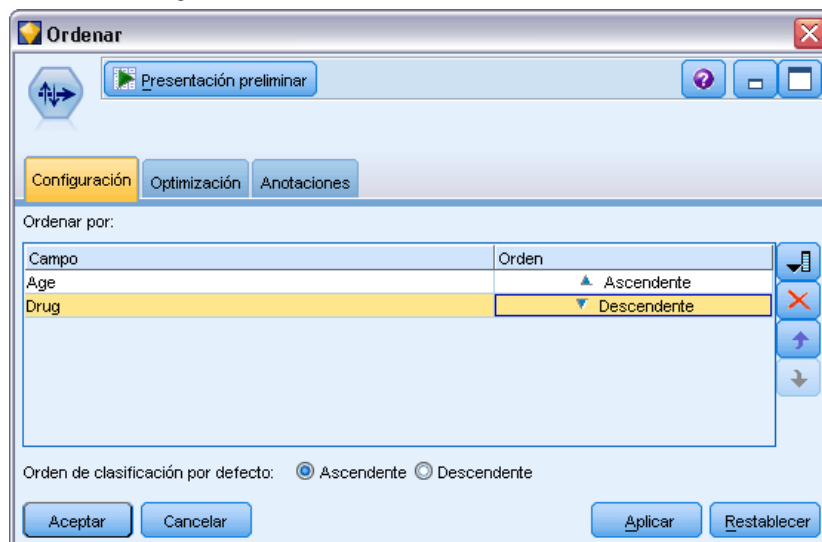 Ordenar
Presentación preliminar
Configuración Optimización Anotaciones
Ordenar por:
Campo Orden
Age Ascendente
Drug Descendente
Orden de clasificación por defecto: Ascendente Descendente
Aceptar Cancelar Aplicar Restablecer